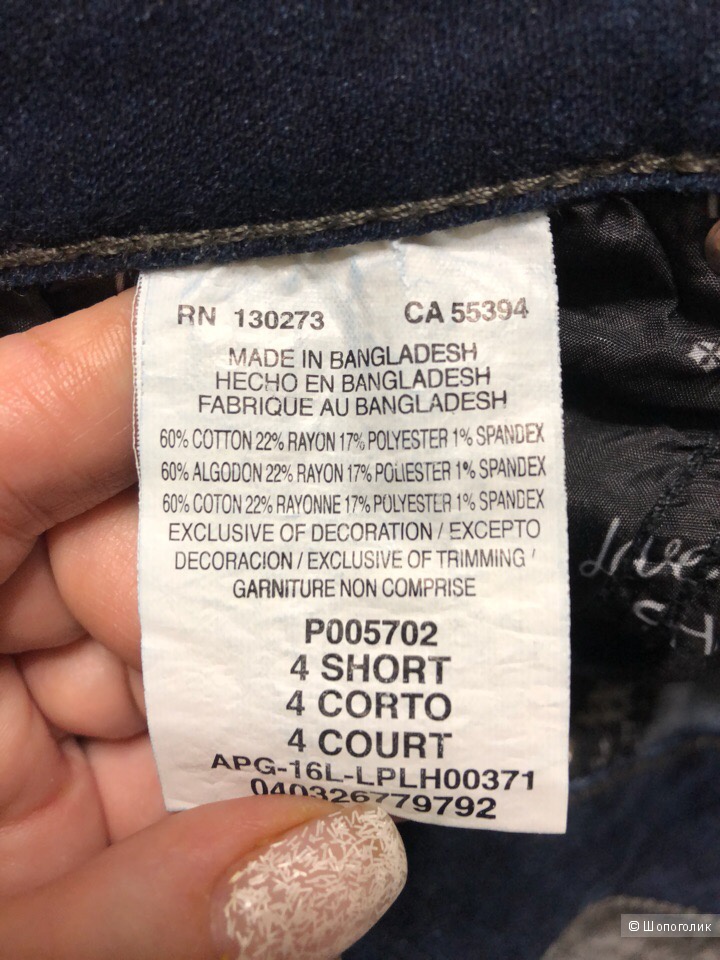 RN 130273 CA 55394
MADE IN BANGLADESH
HECHO EN BANGLADESH
FABRIQUE AU BANGLADESH
60% COTTON 22% RAYON 17% POLYESTER 1% SPANDEX
60% ALGODON 22% RAYON 17% POLIESTER 1% SPANDEX
60% COTON 22% RAYONNE 17% POLYESTER 1% SPANDEX
EXCLUSIVE OF DECORATION / EXCEPTO
DECORACION / EXCLUSIVE OF TRIMMING /
GARNITURE NON COMPRISE
P005702
4 SHORT
4 CORTO
4 COURT
APG-16L-LPLH00371
040326779792
© Шопоголик